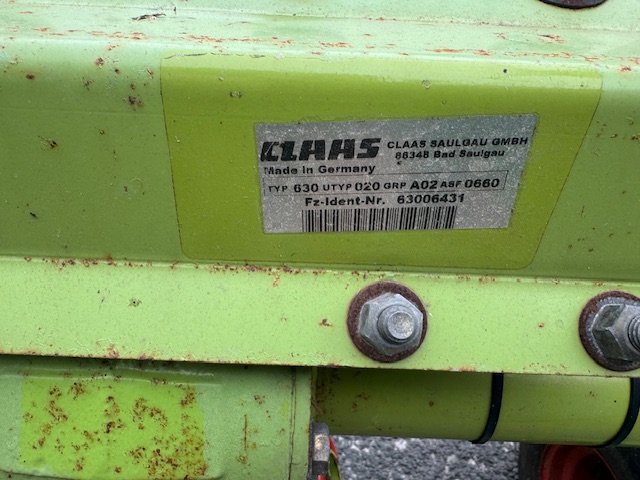 CLAAS CLAAS SAULGAU GMBH
88348 Bad Saulgau
Made in Germany
TYP 630 UTYP 020 GRP A02 ASF 0660
Fz-Ident-Nr. 63006431